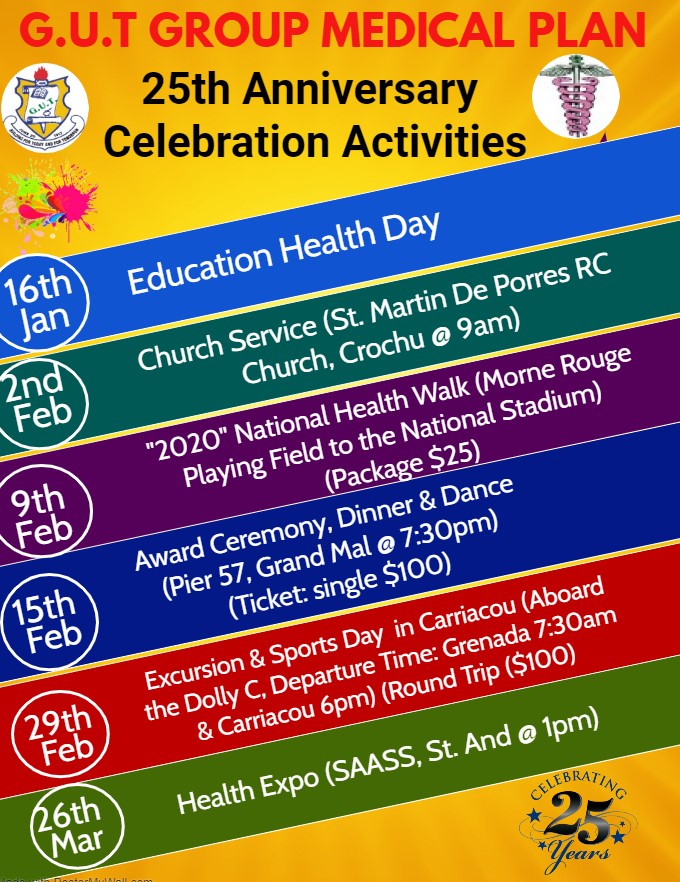 G.U.T GROUP MEDICAL PLAN
25th Anniversary
Celebration Activities
G.U.T.
16th
Jan
Education Health Day
2nd
Feb
Church Service (St. Martin De Porres RC
Church, Crochu @ 9am)
9th
Feb
"2020" National Health Walk (Morne Rouge
Playing Field to the National Stadium)
(Package $25)
15th
Feb
Award Ceremony, Dinner & Dance
(Pier 57, Grand Mal @ 7:30pm)
(Ticket: single $100)
29th
Feb
Excursion & Sports Day in Carriacou (Aboard
the Dolly C, Departure Time: Grenada 7:30am
& Carriacou 6pm) (Round Trip ($100)
26th
Mar
Health Expo (SAASS, St. And @ 1pm)
CELEBRATING
25
Years